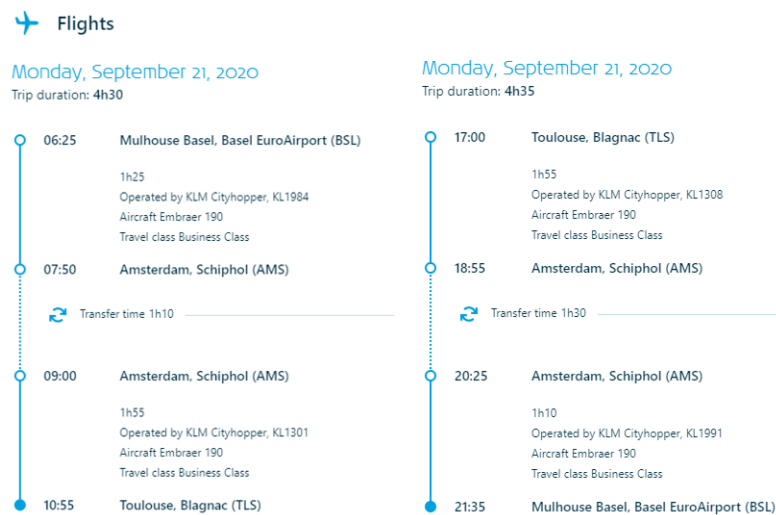 Flights
Monday, September 21, 2020
Trip duration: 4h30
06:25 Mulhouse Basel, Basel EuroAirport (BSL)
1h25
Operated by KLM Cityhopper, KL1984
Aircraft Embraer 190
Travel class Business Class
07:50 Amsterdam, Schiphol (AMS)
Transfer time 1h10
09:00 Amsterdam, Schiphol (AMS)
1h55
Operated by KLM Cityhopper, KL1301
Aircraft Embraer 190
Travel class Business Class
10:55 Toulouse, Blagnac (TLS)
Monday, September 21, 2020
Trip duration: 4h35
17:00 Toulouse, Blagnac (TLS)
1h55
Operated by KLM Cityhopper, KL1308
Aircraft Embraer 190
Travel class Business Class
18:55 Amsterdam, Schiphol (AMS)
Transfer time 1h30
20:25 Amsterdam, Schiphol (AMS)
1h10
Operated by KLM Cityhopper, KL1991
Aircraft Embraer 190
Travel class Business Class
21:35 Mulhouse Basel, Basel EuroAirport (BSL)